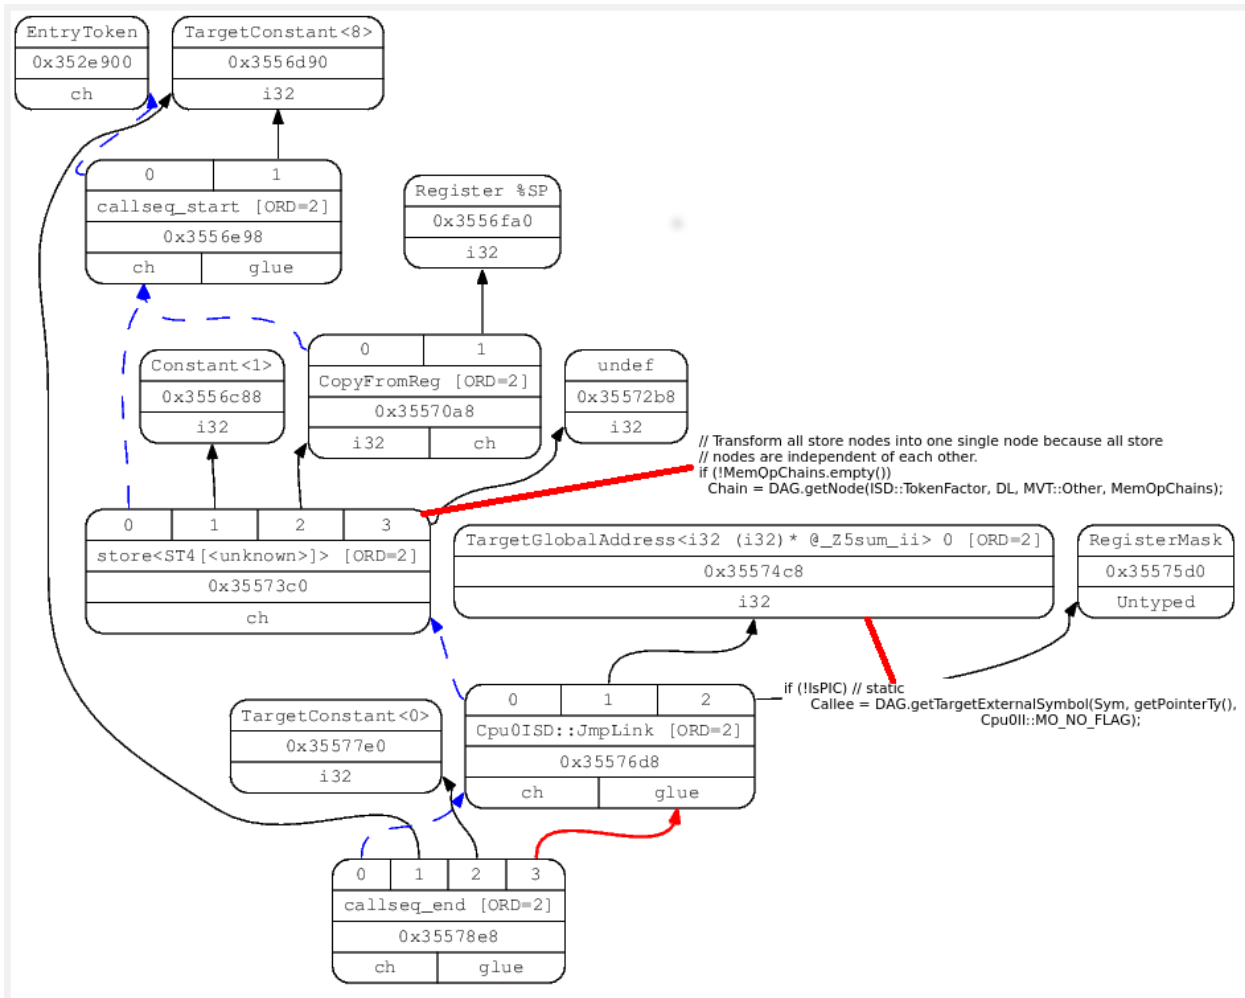 EntryToken
0x352e900
ch
TargetConstant<8>
0x3556d90
i32
0 1
callseq_start [ORD=2]
0x3556e98
ch glue
Register %SP
0x3556fa0
i32
0 1
CopyFromReg [ORD=2]
0x35570a8
i32 ch
Constant<1>
0x3556c88
i32
undef
0x35572b8
i32
// Transform all store nodes into one single node because all store
// nodes are independent of each other.
if (!MemOpChains.empty())
Chain = DAG.getNode(ISD::TokenFactor, DL, MVT::Other, MemOpChains);
0 1 2 3
store<ST4[<unknown>]> [ORD=2]
0x35573c0
ch
TargetGlobalAddress<i32 (i32)* @_Z5sum_ii> 0 [ORD=2]
0x35574c8
i32
RegisterMask
0x35575d0
Untyped
if (!IsPIC) // static
Callee = DAG.getTargetExternalSymbol(Sym, getPointerTy(),
Cpu0II::MO_NO_FLAG);
0 1 2
Cpu0ISD::JmpLink [ORD=2]
0x35576d8
ch glue
TargetConstant<0>
0x35577e0
i32
0 1 2 3
callseq_end [ORD=2]
0x35578e8
ch glue